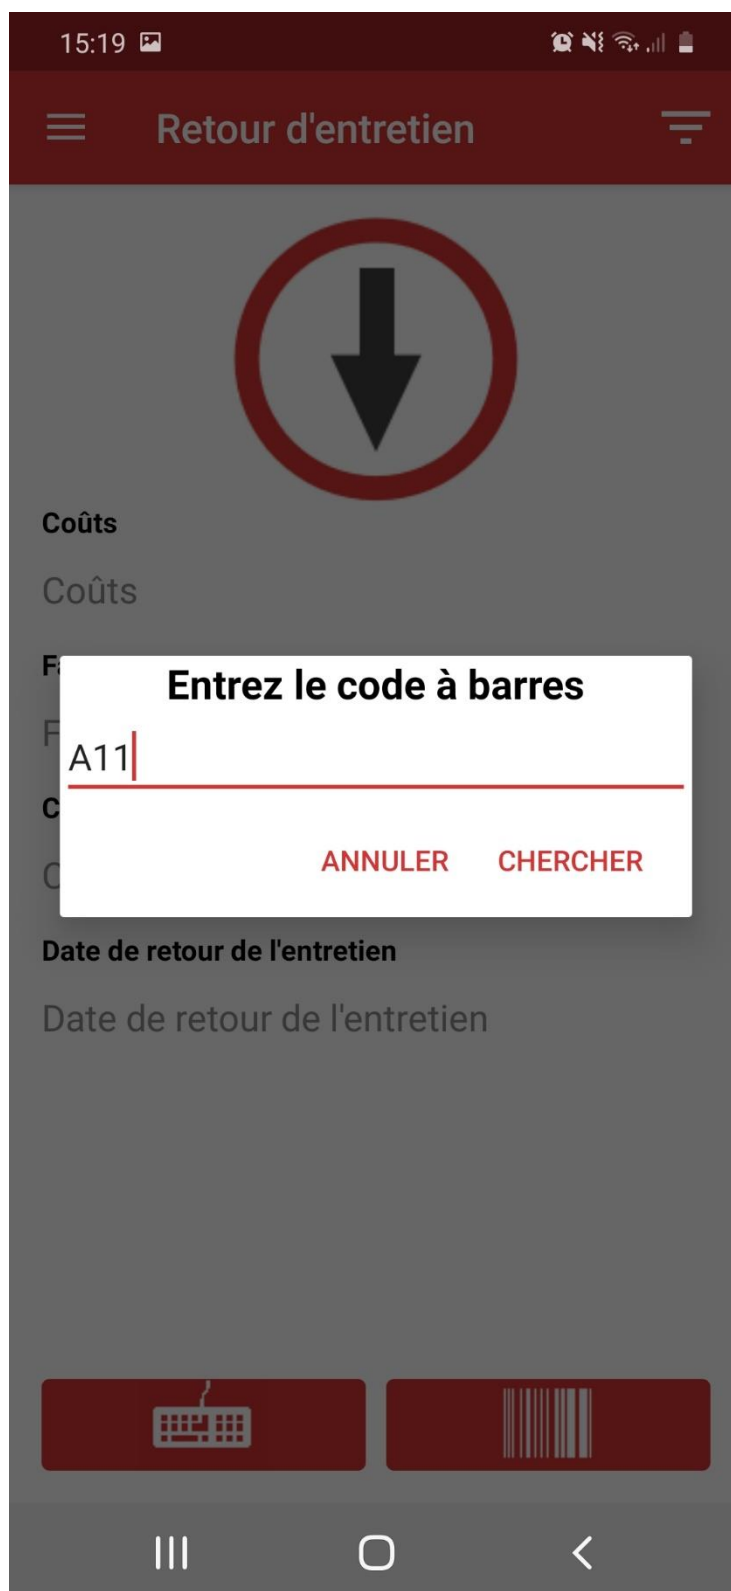 15:19
Retour d'entretien
Coûts
Coûts
Entrez le code à barres
A11
ANNULER CHERCHER
Date de retour de l'entretien
Date de retour de l'entretien